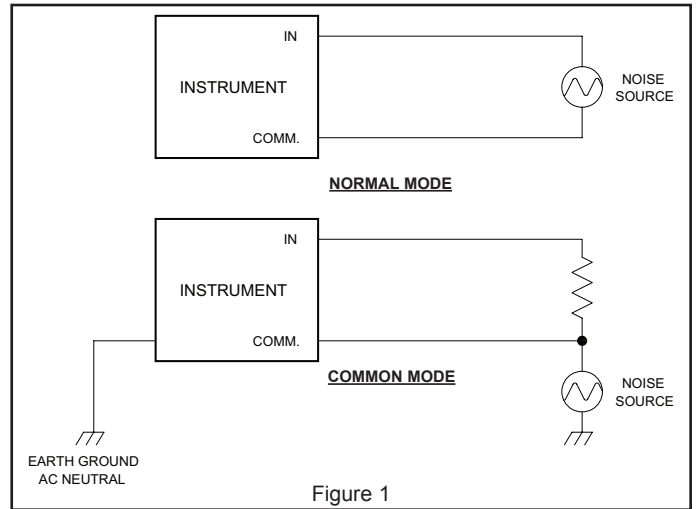 IN
INSTRUMENT
COMM.
NOISE
SOURCE
NORMAL MODE
IN
INSTRUMENT
COMM.
COMMON MODE
NOISE
SOURCE
EARTH GROUND
AC NEUTRAL
Figure 1